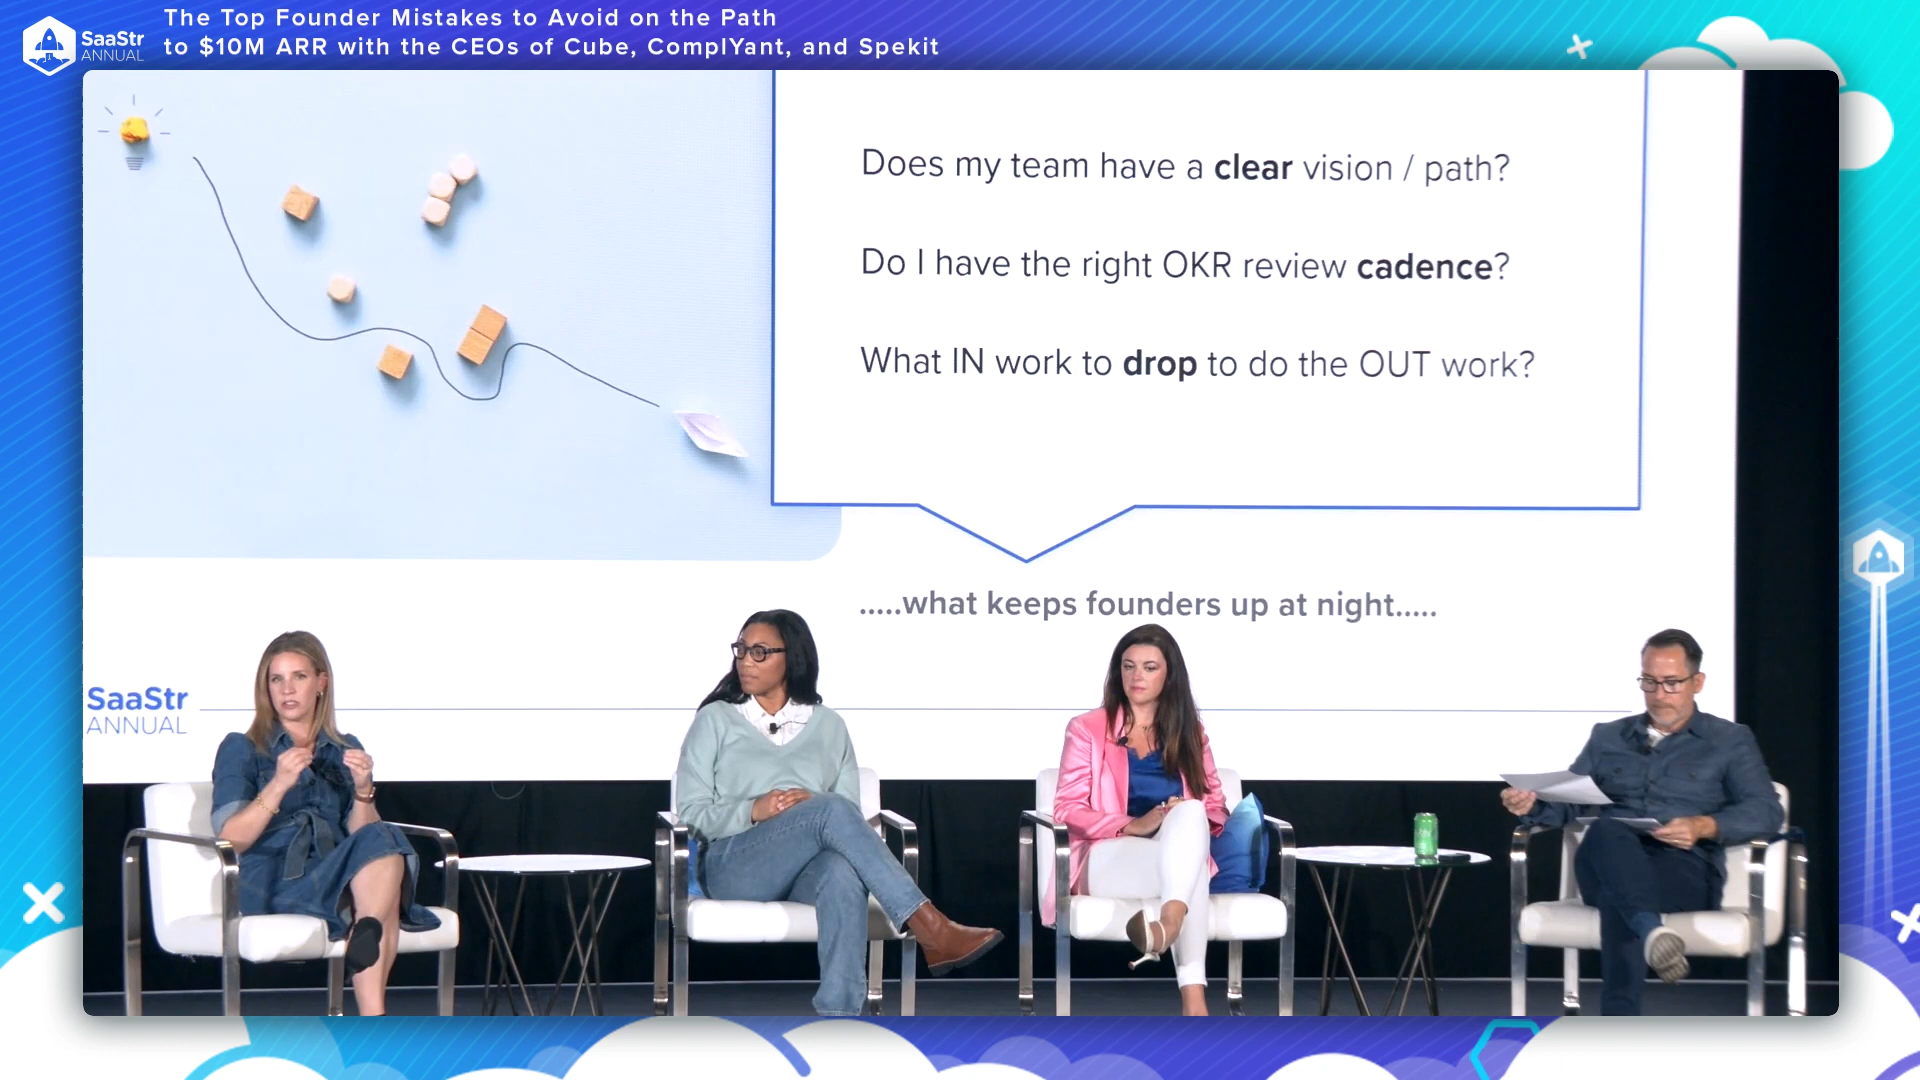 The Top Founder Mistakes to Avoid on the Path
to $10M ARR with the CEOs of Cube, ComplYant, and Spekit
SaaStr
ANNUAL
Does my team have a clear vision / path?
Do I have the right OKR review cadence?
What IN work to drop to do the OUT work?
.....what keeps founders up at night.....
SaaStr
ANNUAL